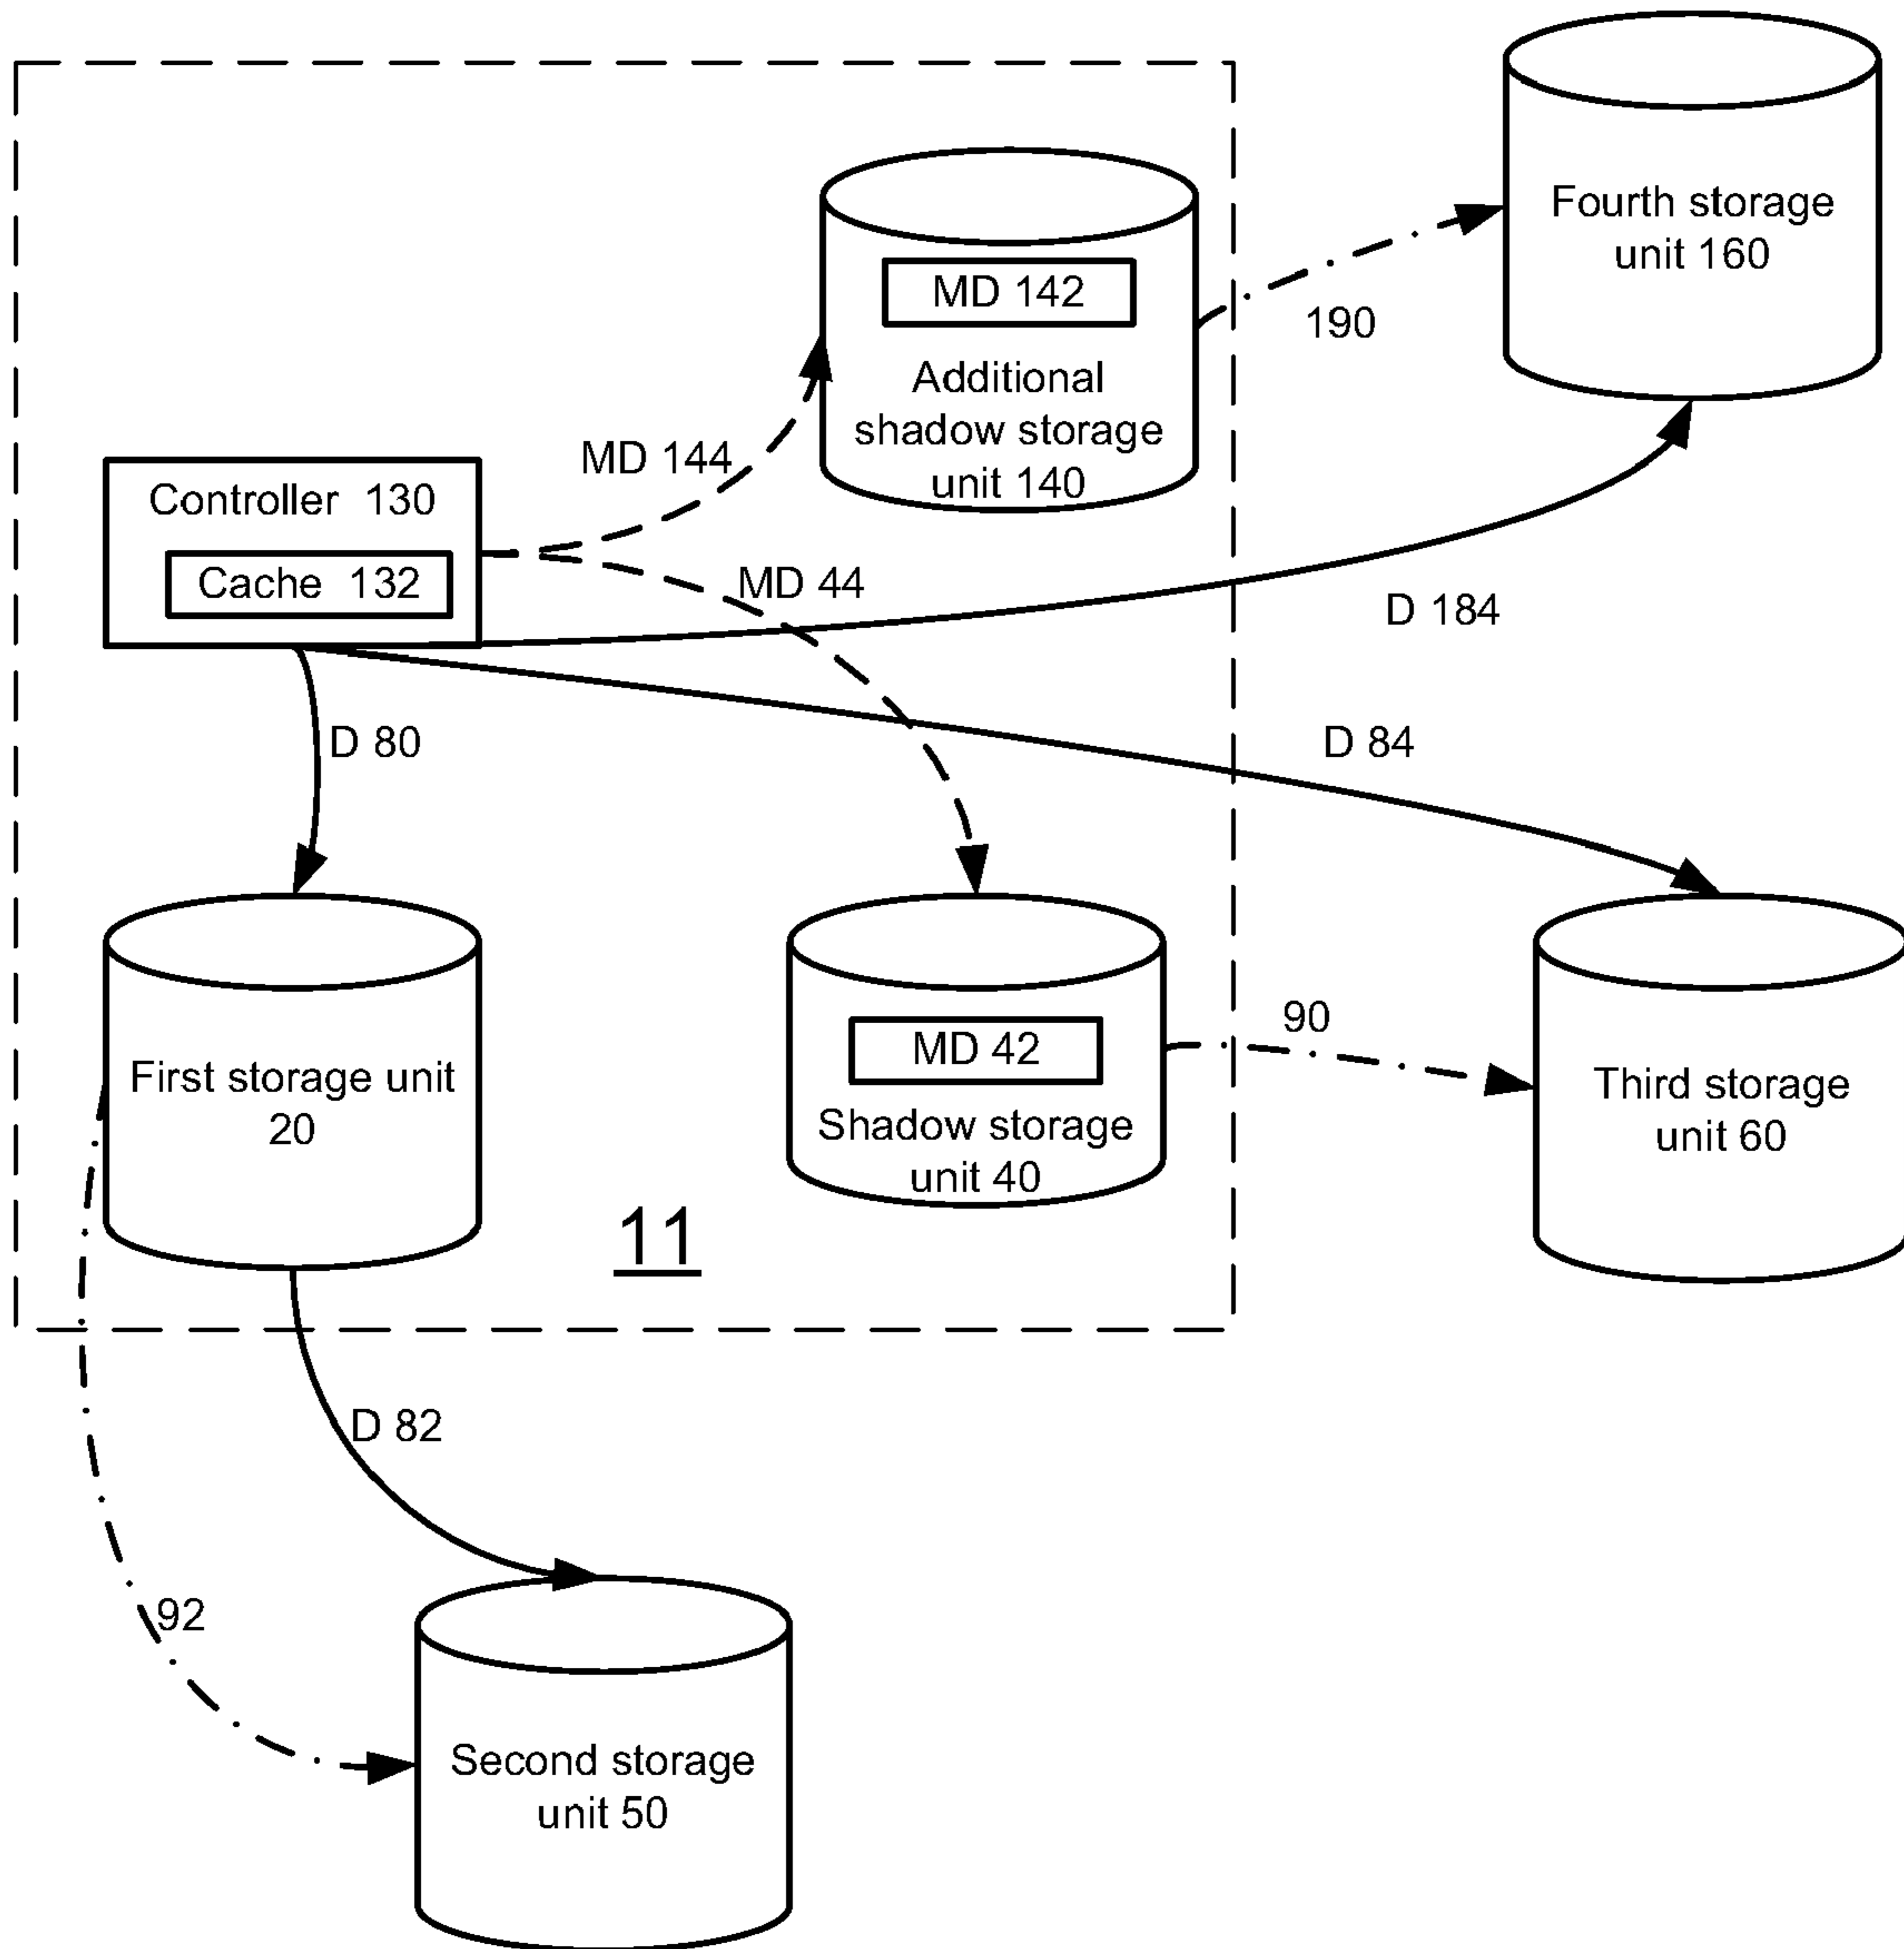 Fourth storage
unit 160
MD 142
190
Additional
shadow storage
unit 140
MD 144
Controller 130
Cache 132
MD 44
D 184
D 80
D 84
First storage unit
20
MD 42
Shadow storage
unit 40
90
Third storage
unit 60
11
D 82
92
Second storage
unit 50